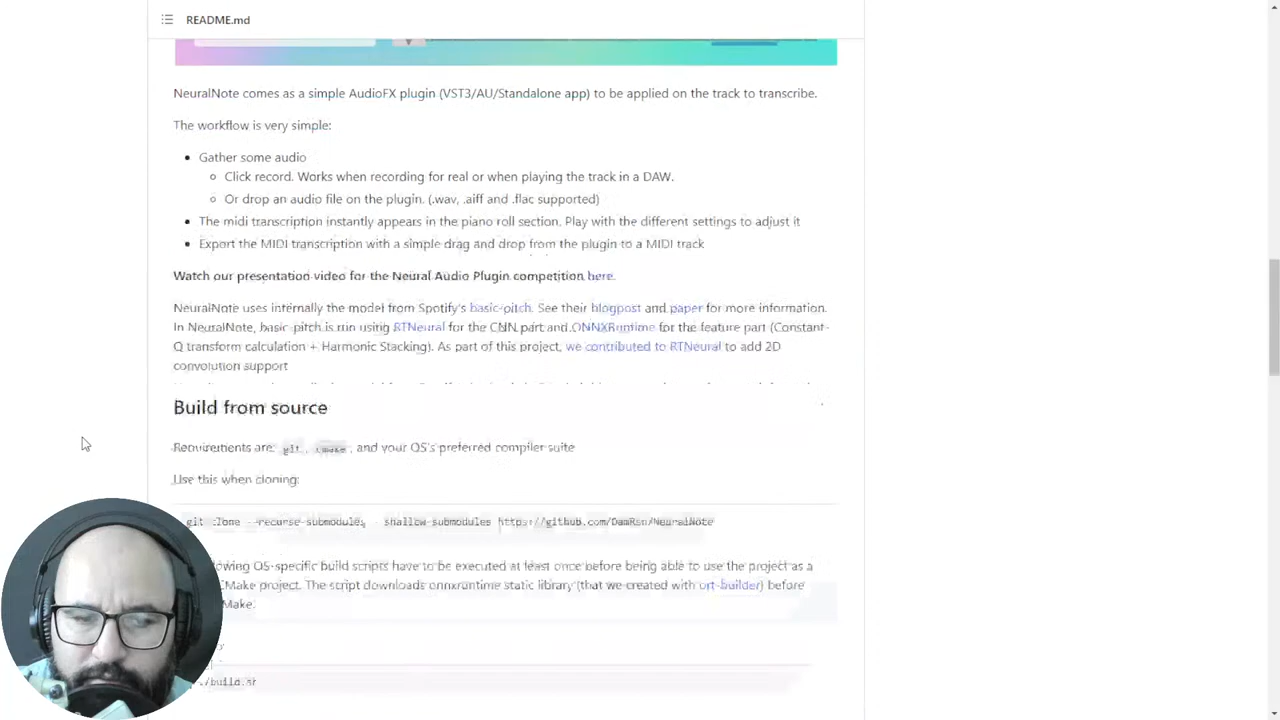 README.md
NeuralNote comes as a simple AudioFX plugin (VST3/AU/Standalone app) to be applied on the track to transcribe.
The workflow is very simple:
Gather some audio
Click record. Works when recording for real or when playing the track in a DAW.
Or drop an audio file on the plugin. (.wav, .aiff and .flac supported)
The midi transcription instantly appears in the piano roll section. Play with the different settings to adjust it
Export the MIDI transcription with a simple drag and drop from the plugin to a MIDI track
Watch our presentation video for the Neural Audio Plugin competition here.
NeuralNote uses internally the model from Spotify's basic-pitch. See their blogpost and paper for more information.
In NeuralNote, basic-pitch is run using RTNeural for the CNN part and ONNXRuntime for the feature part (Constant-
Q transform calculation + Harmonic Stacking). As part of this project, we contributed to RTNeural to add 2D
convolution support
Build from source
Requirements are: git, cmake, and your OS's preferred compiler suite
Use this when cloning:
git clone --recurse-submodules shallow-submodules https://github.com/DamRsn/NeuralNote
owing OS-specific build scripts have to be executed at least once before being able to use the project as a
CMake project. The script downloads onnxruntime static library (that we created with ort-builder) before
Make.
./build.sh